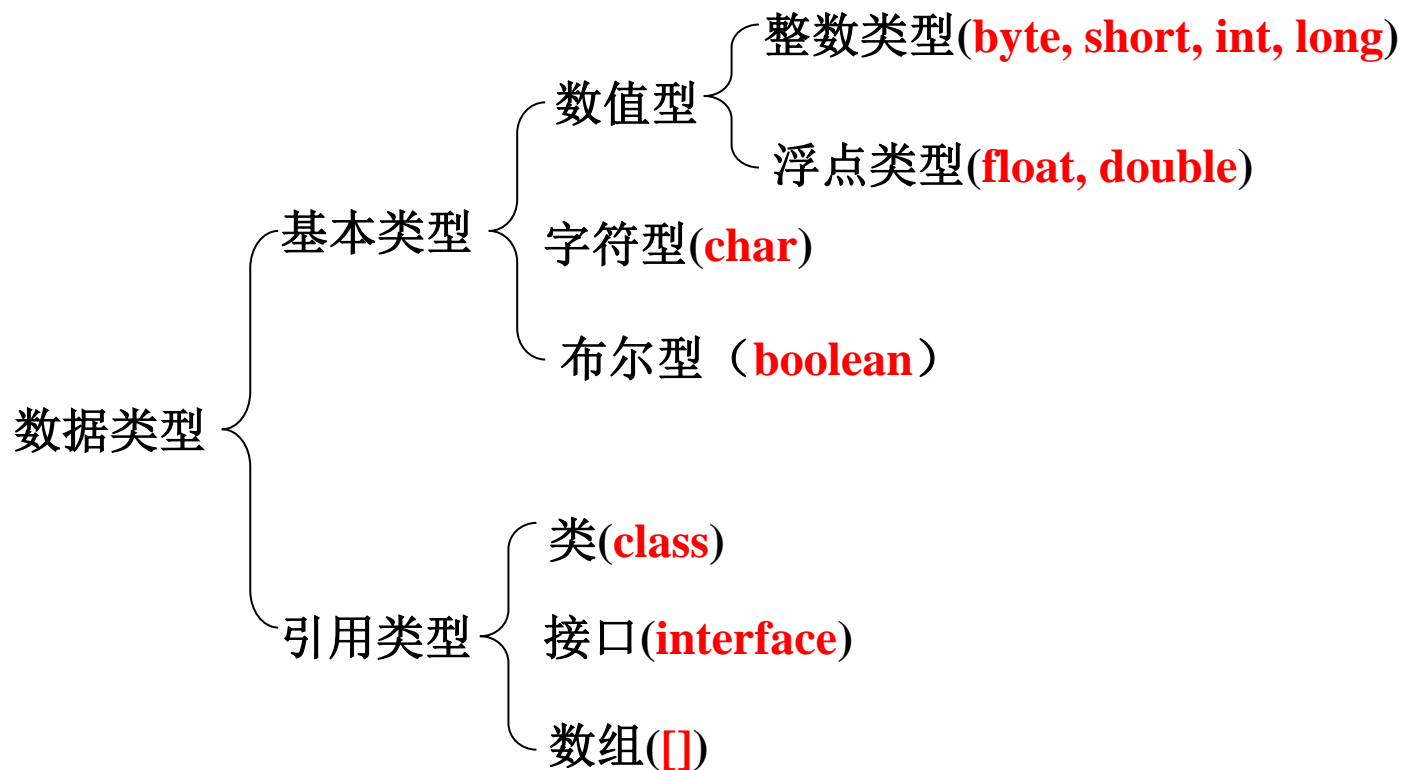 整数类型(byte, short, int, long)
数值型
浮点类型(float, double)
基本类型
字符型(char)
布尔型（boolean）
数据类型
类(class)
引用类型
接口(interface)
数组([])